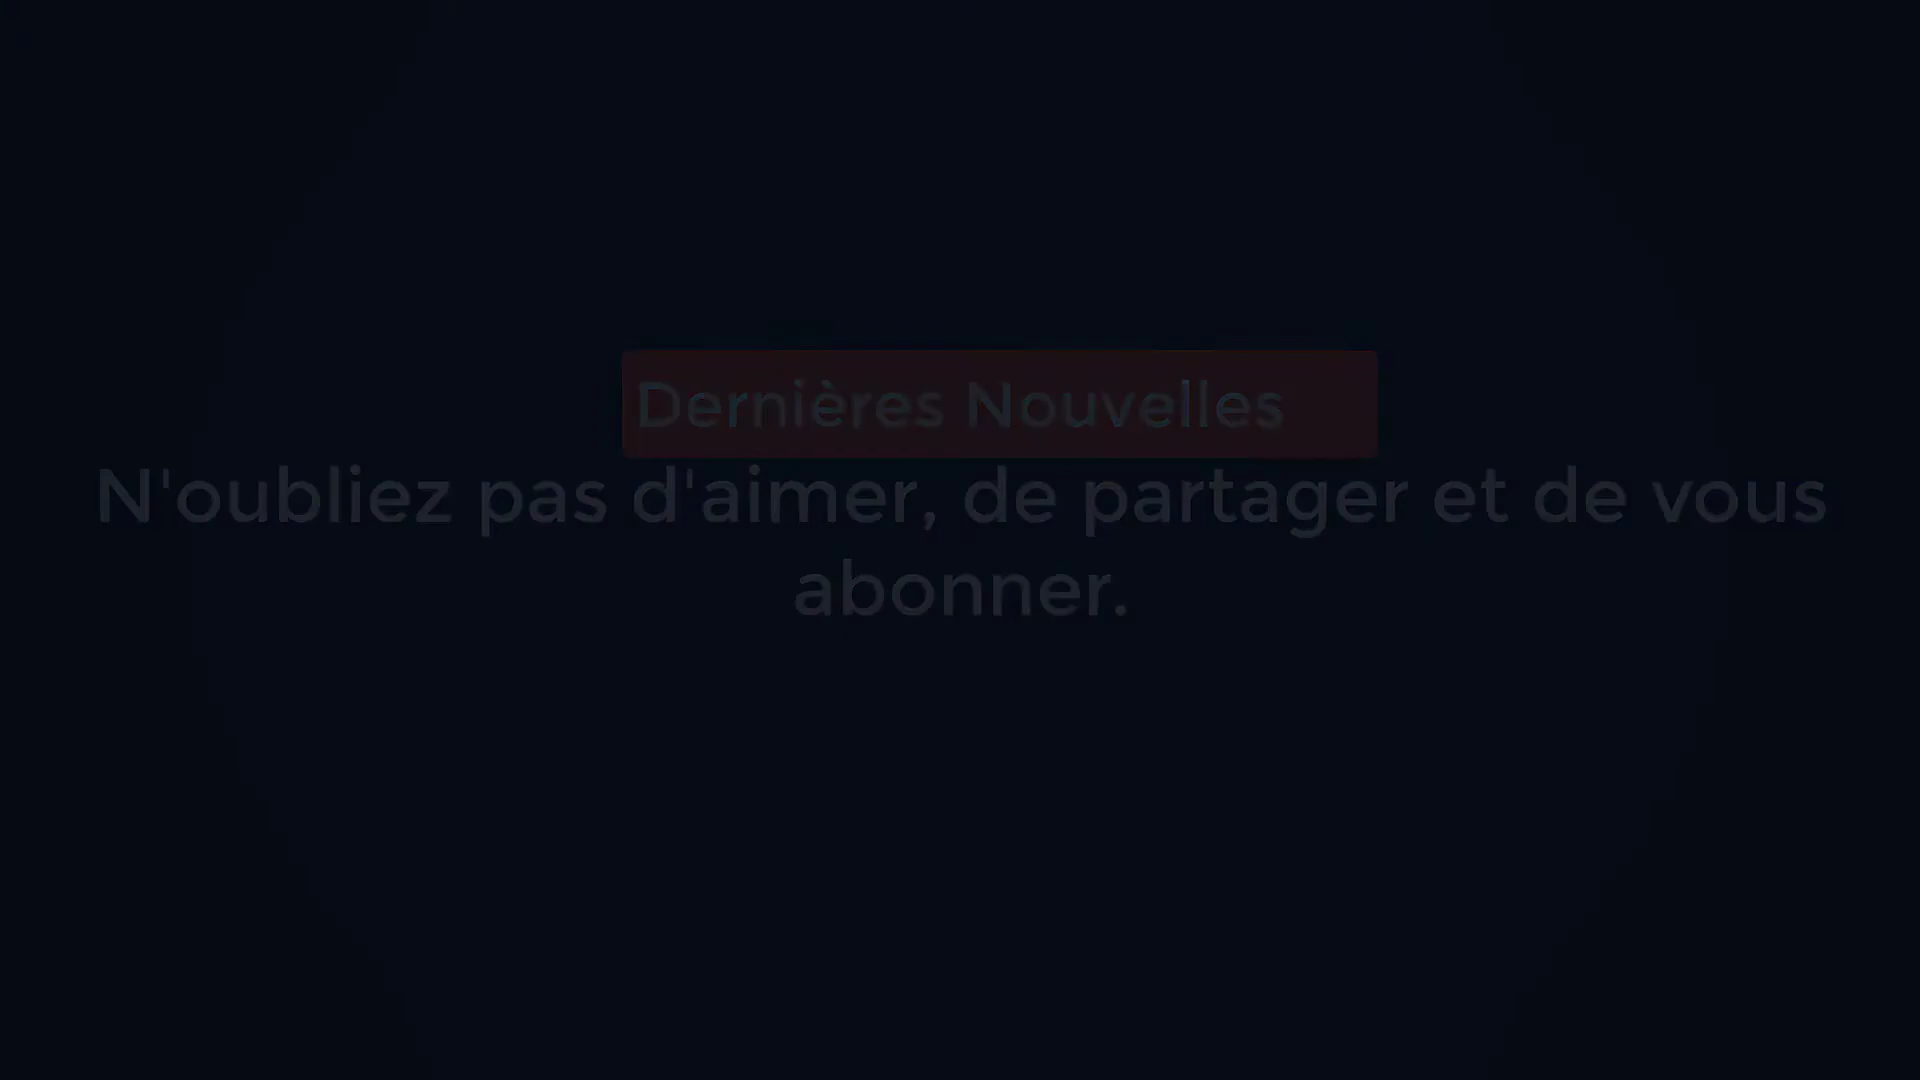 Dernières Nouvelles
N'oubliez pas d'aimer, de partager et de vous
abonner.